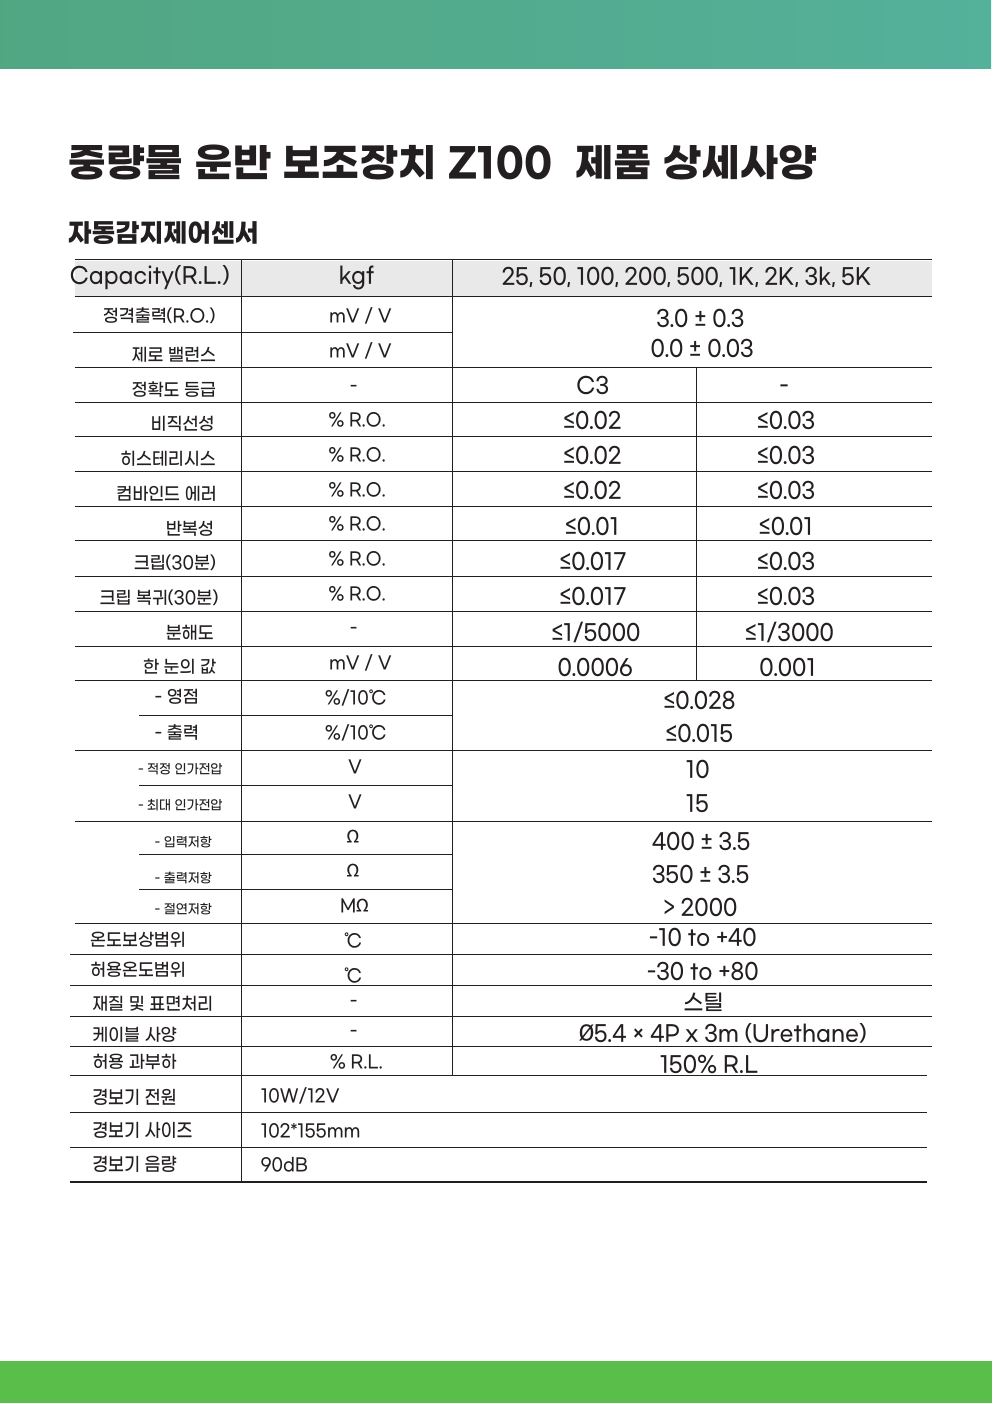 중량물 운반 보조장치 Z100 제품 상세사양
자동감지제어센서
Capacity(R.L.) kgf 25, 50, 100, 200, 500, 1K, 2K, 3k, 5K
정격출력(R.O.) mV / V 3.0 ± 0.3
제로 밸런스 mV / V 0.0 ± 0.03
정확도 등급 - C3 -
비직선성 % R.O. ≤0.02 ≤0.03
히스테리시스 % R.O. ≤0.02 ≤0.03
컴바인드 에러 % R.O. ≤0.02 ≤0.03
반복성 % R.O. ≤0.01 ≤0.01
크립(30분) % R.O. ≤0.017 ≤0.03
크립 복귀(30분) % R.O. ≤0.017 ≤0.03
분해도 - ≤1/5000 ≤1/3000
한 눈의 값 mV / V 0.0006 0.001
- 영점 %/10℃ ≤0.028
- 출력 %/10℃ ≤0.015
- 적정 인가전압 V 10
- 최대 인가전압 V 15
- 입력저항 Ω 400 ± 3.5
- 출력저항 Ω 350 ± 3.5
- 절연저항 MΩ > 2000
온도보상범위 ℃ -10 to +40
허용온도범위 ℃ -30 to +80
재질 및 표면처리 - 스틸
케이블 사양 - Ø5.4 × 4P x 3m (Urethane)
허용 과부하 % R.L. 150% R.L
경보기 전원 10W/12V
경보기 사이즈 102*155mm
경보기 음량 90dB